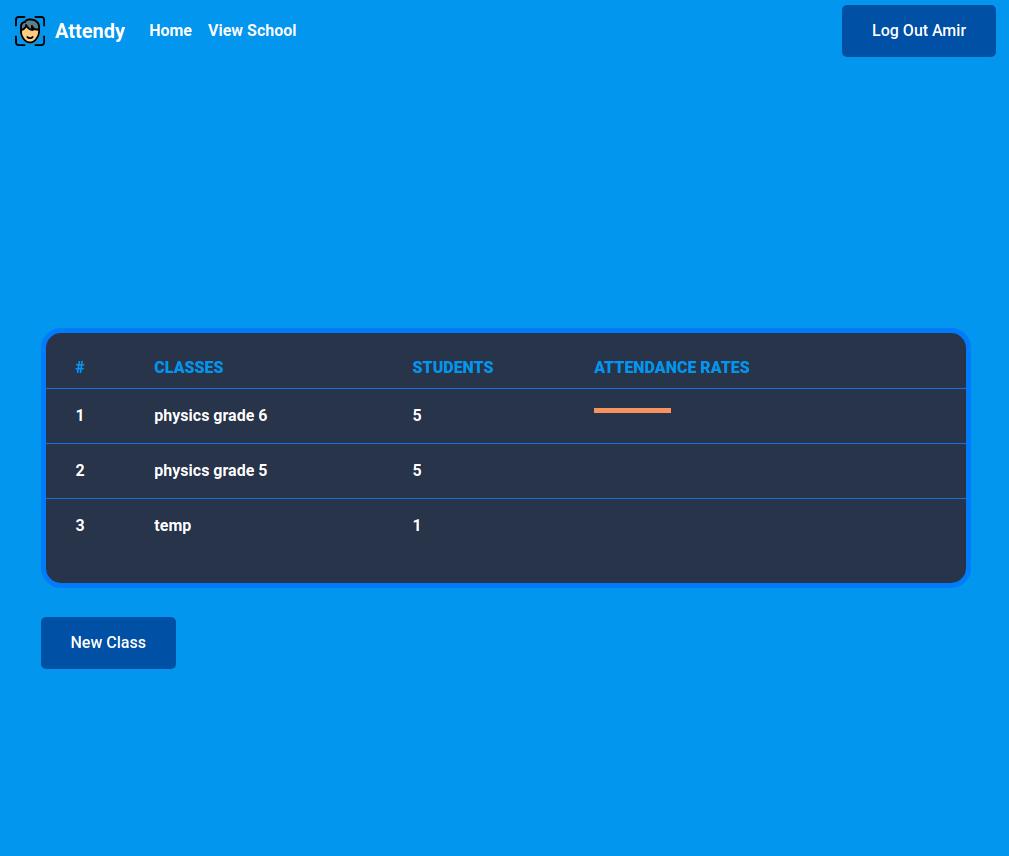 Attendy Home View School Log Out Amir
# CLASSES STUDENTS ATTENDANCE RATES
1 physics grade 6 5
2 physics grade 5 5
3 temp 1
New Class